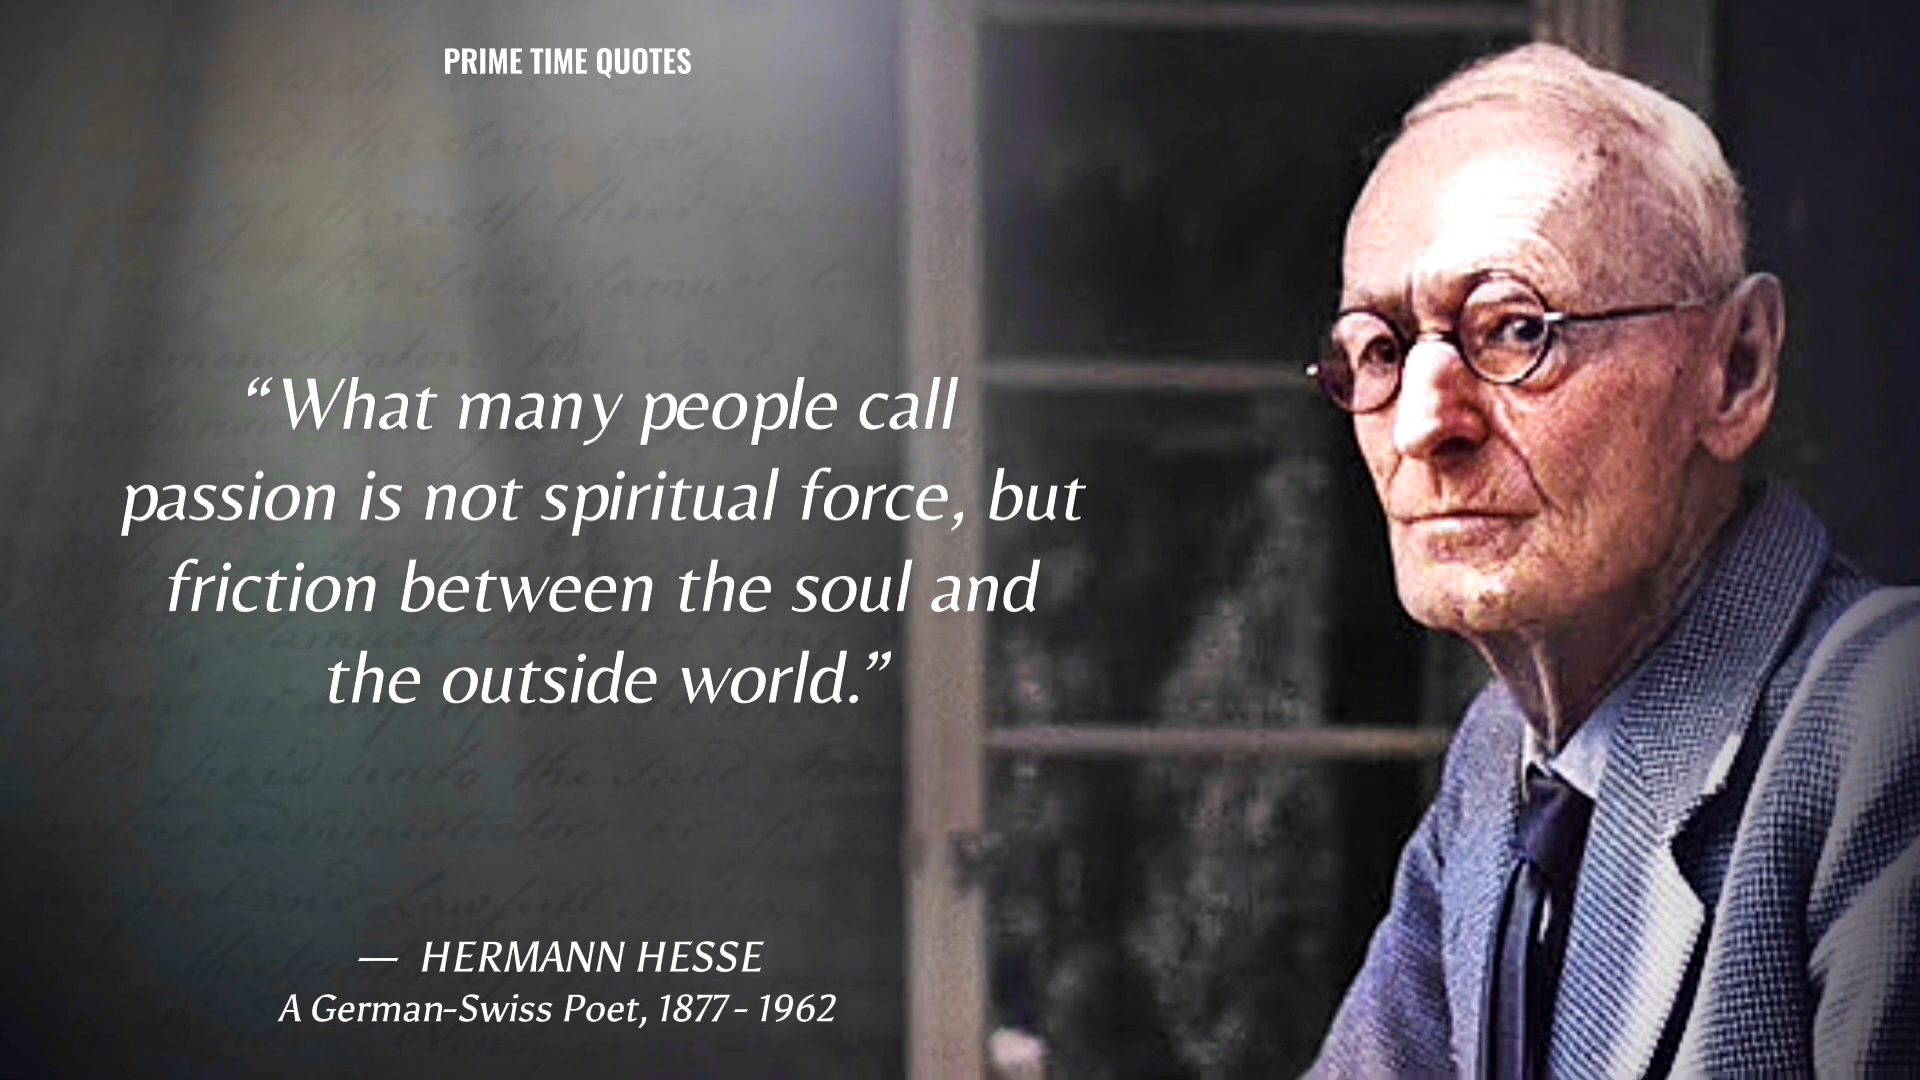 PRIME TIME QUOTES
“What many people call
passion is not spiritual force, but
friction between the soul and
the outside world.”
— HERMANN HESSE
A German-Swiss Poet, 1877- 1962